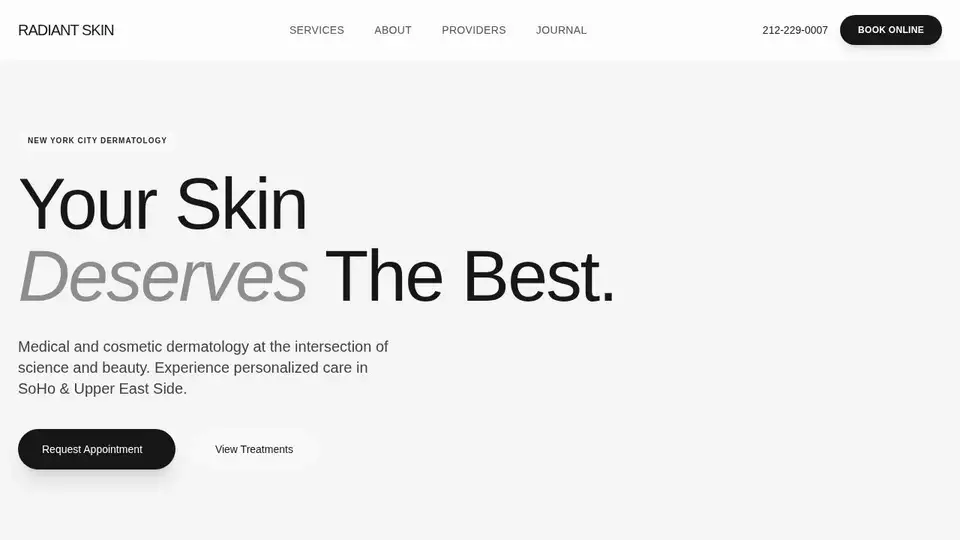 RADIANT SKIN
SERVICES
ABOUT
PROVIDERS
JOURNAL
212-229-0007
BOOK ONLINE
NEW YORK CITY DERMATOLOGY
Your Skin
Deserves The Best.
Medical and cosmetic dermatology at the intersection of
science and beauty. Experience personalized care in
SoHo & Upper East Side.
Request Appointment
View Treatments